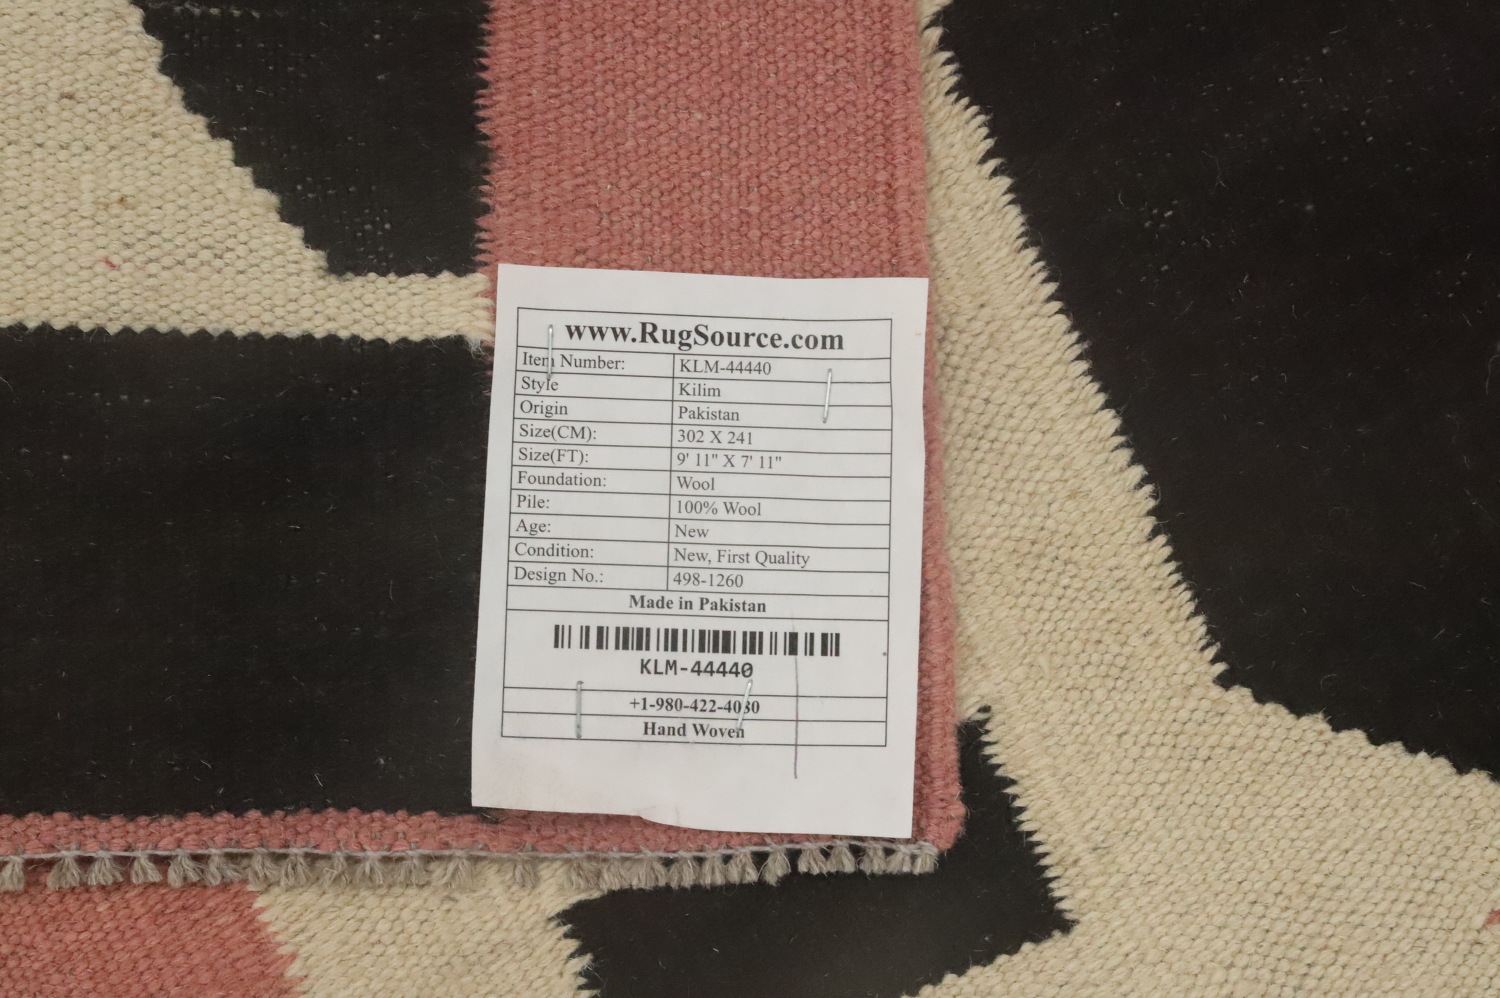 www.RugSource.com
Item Number: KLM-44440
Style Kilim
Origin Pakistan
Size(CM): 302 X 241
Size(FT): 9' 11" X 7' 11"
Foundation: Wool
Pile: 100% Wool
Age: New
Condition: New, First Quality
Design No.: 498-1260
Made in Pakistan
KLM-44440
+1-980-422-4030
Hand Woven